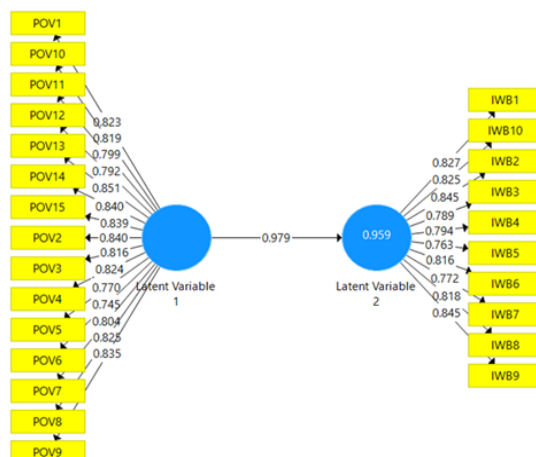 POV1
POV10
POV11
POV12
POV13
POV14
POV15
POV2
POV3
POV4
POV5
POV6
POV7
POV8
POV9
0.823
0.819
0.799
0.792
0.851
0.840
0.839
0.840
0.816
0.824
0.770
0.745
0.804
0.825
0.835
Latent Variable
1
0.979
0.959
Latent Variable
2
0.827
0.825
0.845
0.789
0.794
0.763
0.816
0.772
0.818
0.845
IWB1
IWB10
IWB2
IWB3
IWB4
IWB5
IWB6
IWB7
IWB8
IWB9